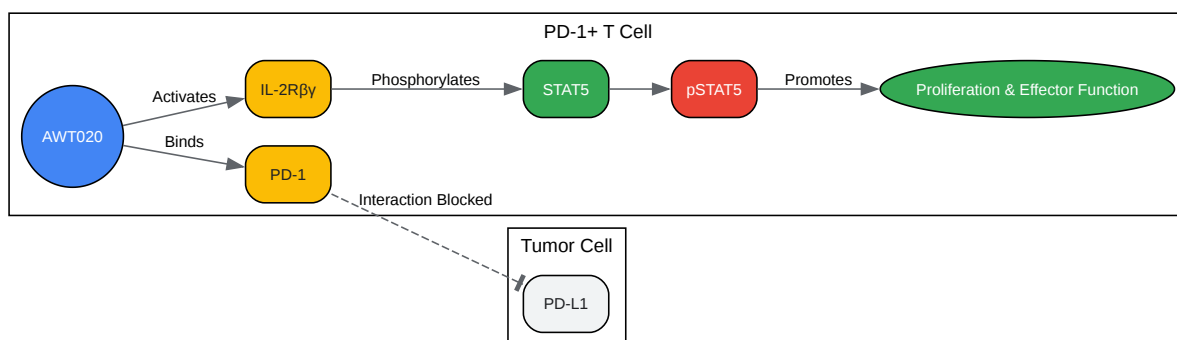 PD-1+ T Cell
AWT020
Activates
Binds
IL-2Rβγ
PD-1
Phosphorylates
STAT5
pSTAT5
Promotes
Proliferation & Effector Function
Interaction Blocked
Tumor Cell
PD-L1